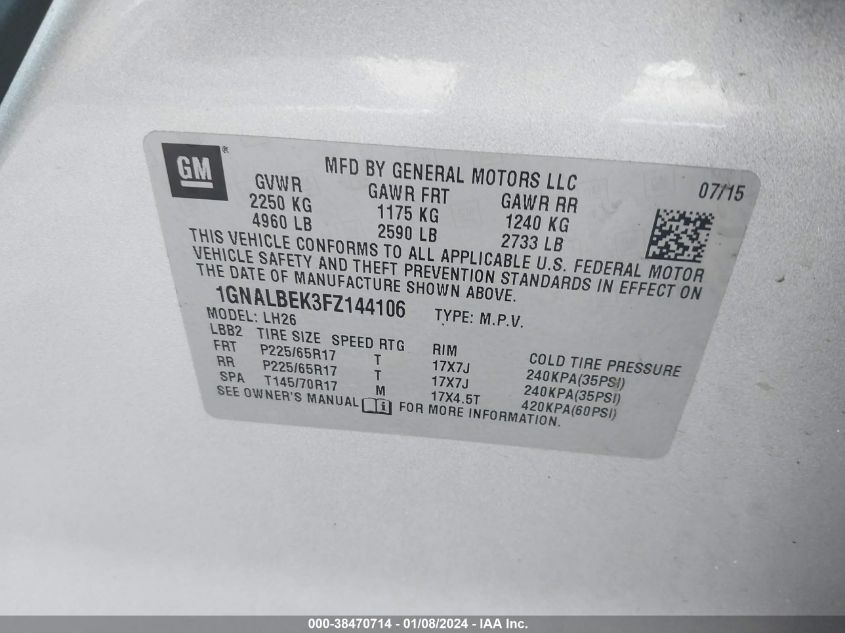 GM® MFD BY GENERAL MOTORS LLC 07/15
GVWR GAWR FRT GAWR RR
2250 KG 1175 KG 1240 KG
4960 LB 2590 LB 2733 LB
THIS VEHICLE CONFORMS TO ALL APPLICABLE U.S. FEDERAL MOTOR
VEHICLE SAFETY AND THEFT PREVENTION STANDARDS IN EFFECT ON
THE DATE OF MANUFACTURE SHOWN ABOVE.
1GNALBEK3FZ144106 TYPE: M.P.V.
MODEL: LH26
LBB2 TIRE SIZE SPEED RTG RIM COLD TIRE PRESSURE
FRT P225/65R17 T 17X7J 240KPA(35PSI)
RR P225/65R17 T 17X7J 240KPA(35PSI)
SPA T145/70R17 M 17X4.5T 420KPA(60PSI)
SEE OWNER'S MANUAL i FOR MORE INFORMATION.
000-38470714 - 01/08/2024 - IAA Inc.